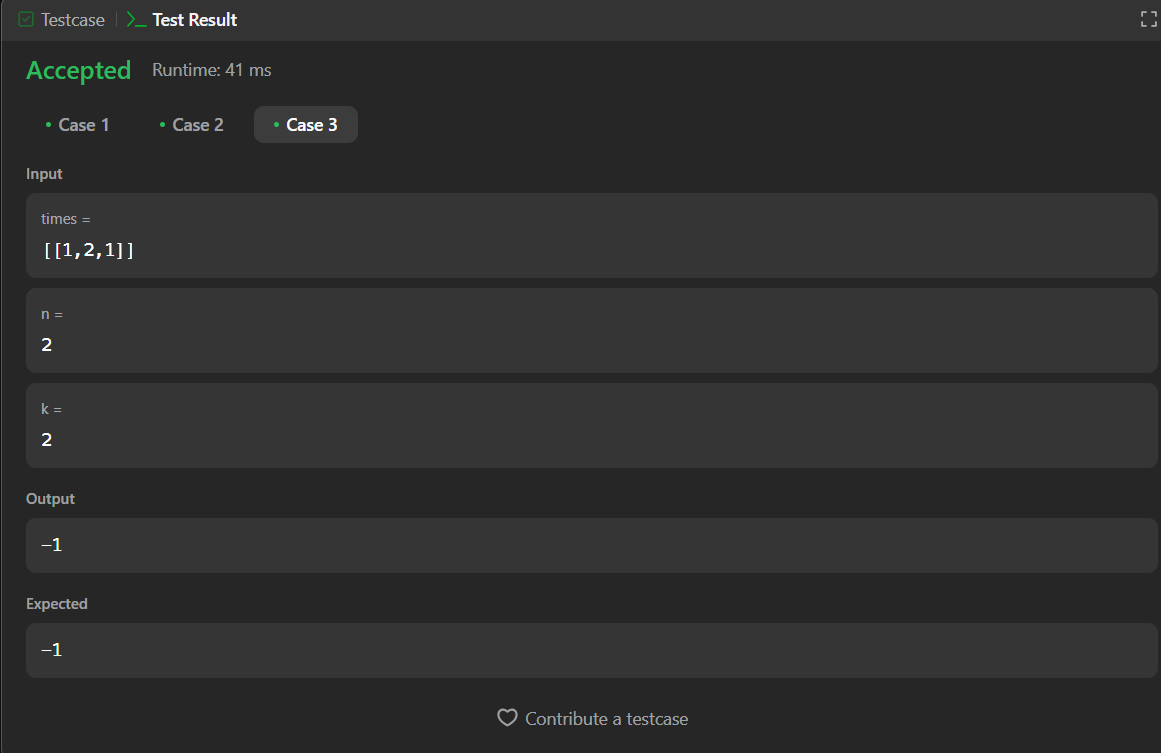 Testcase
Test Result
Accepted Runtime: 41 ms
Case 1 Case 2 Case 3
Input
times =
[[1,2,1]]
n =
2
k =
2
Output
-1
Expected
-1
Contribute a testcase